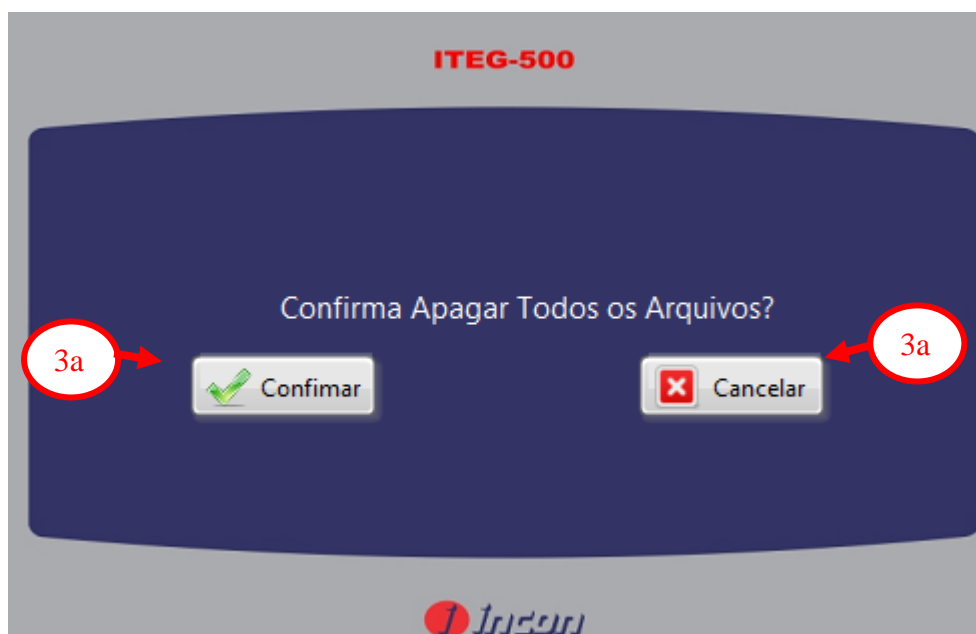 ITEG-500
Confirma Apagar Todos os Arquivos?
3a
3a
Confimar
Cancelar
Incon